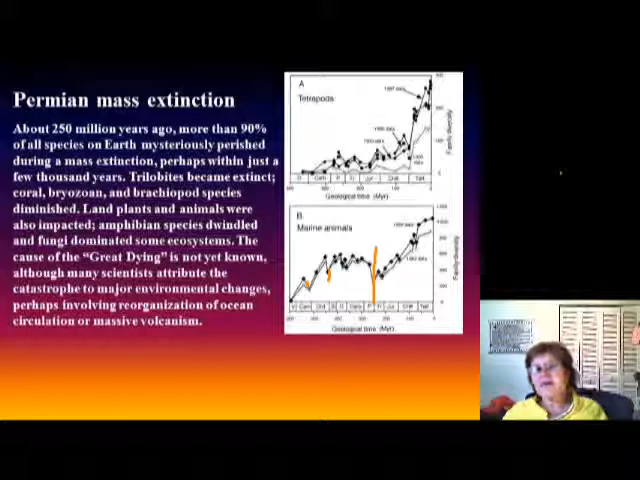 Permian mass extinction
About 250 million years ago, more than 90%
of all species on Earth mysteriously perished
during a mass extinction, perhaps within just a
few thousand years. Trilobites became extinct;
coral, bryozoan, and brachiopod species
diminished. Land plants and animals were
also impacted; amphibian species dwindled
and fungi dominated some ecosystems. The
cause of the “Great Dying” is not yet known,
although many scientists attribute the
catastrophe to major environmental changes,
perhaps involving reorganization of ocean
circulation or massive volcanism.
A
Tetrapods
Family diversity
Geological time (Myr)
B
Marine animals
Family diversity
Geological time (Myr)